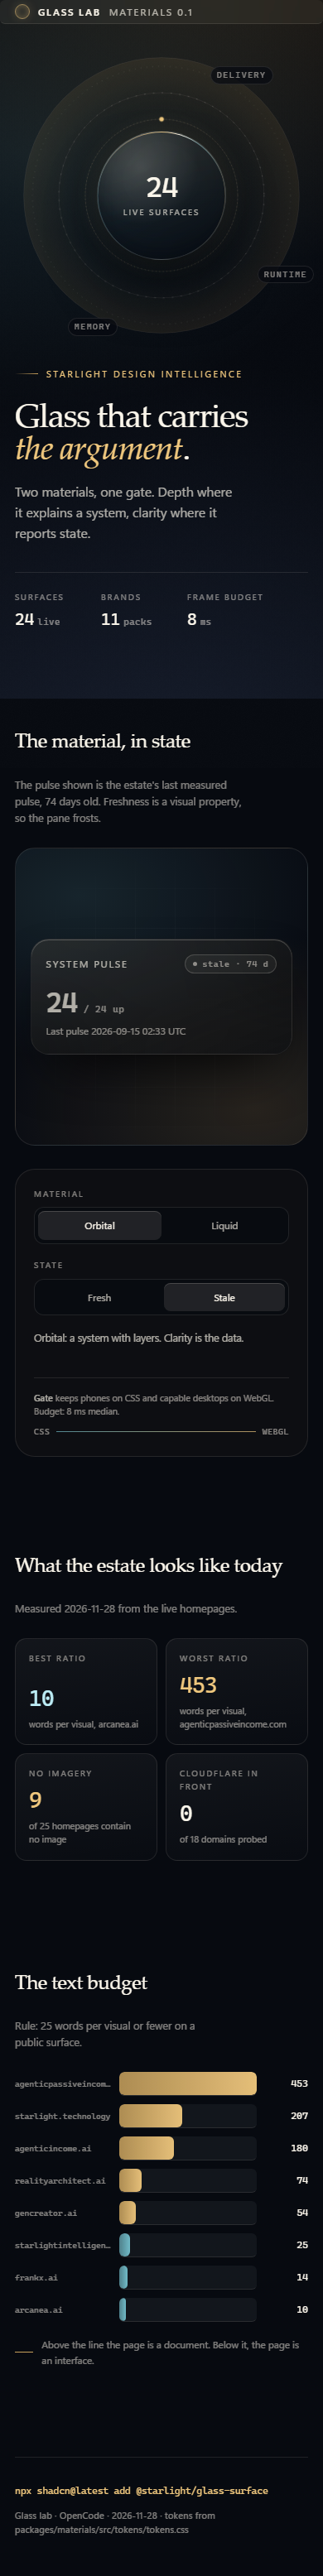 GLASS LAB MATERIALS 0.1
DELIVERY
24
LIVE SURFACES
RUNTIME
MEMORY
STARLIGHT DESIGN INTELLIGENCE
Glass that carries
the argument.
Two materials, one gate. Depth where
it explains a system, clarity where it
reports state.
SURFACES BRANDS FRAME BUDGET
24 live 11 packs 8 ms
The material, in state
The pulse shown is the estate's last measured
pulse, 74 days old. Freshness is a visual property,
so the pane frosts.
SYSTEM PULSE
stale · 74 d
24 / 24 up
Last pulse 2026-09-15 02:33 UTC
MATERIAL
Orbital Liquid
STATE
Fresh Stale
Orbital: a system with layers. Clarity is the data.
Gate keeps phones on CSS and capable desktops on WebGL.
Budget: 8 ms median.
CSS WEBGL
What the estate looks like today
Measured 2026-11-28 from the live homepages.
BEST RATIO
10
words per visual, arcanea.ai
WORST RATIO
453
words per visual,
agenticpassiveincome.com
NO IMAGERY
9
of 25 homepages contain
no image
CLOUDFLARE IN
FRONT
0
of 18 domains probed
The text budget
Rule: 25 words per visual or fewer on a
public surface.
agenticpassiveincom… 453
starlight.technology 207
agenticincome.ai 180
realityarchitect.ai 74
gencreator.ai 54
starlightintelligen… 25
frankx.ai 14
arcanea.ai 10
Above the line the page is a document. Below it, the page is
an interface.
npx shadcn@latest add @starlight/glass-surface
Glass lab · OpenCode · 2026-11-28 · tokens from
packages/materials/src/tokens/tokens.css